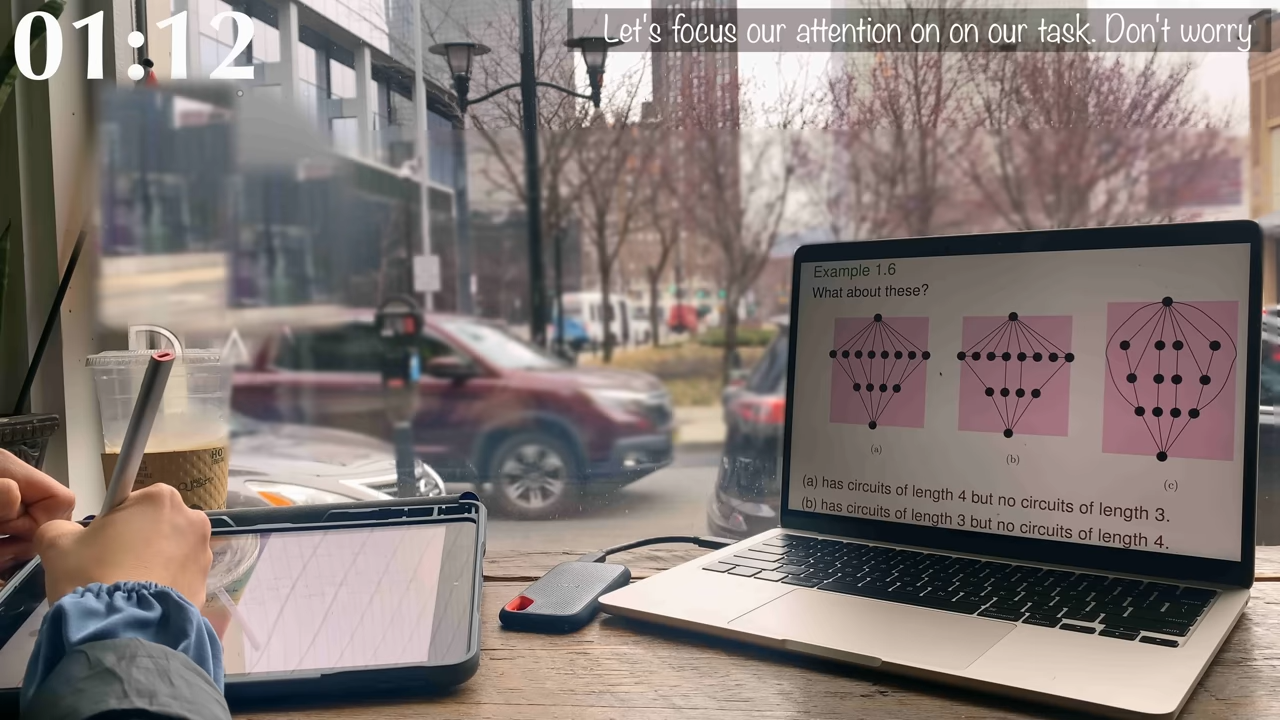 01:12
Let's focus our attention on on our task. Don't worry
Example 1.6
What about these?
(a)
(b)
(c)
(a) has circuits of length 4 but no circuits of length 3.
(b) has circuits of length 3 but no circuits of length 4.